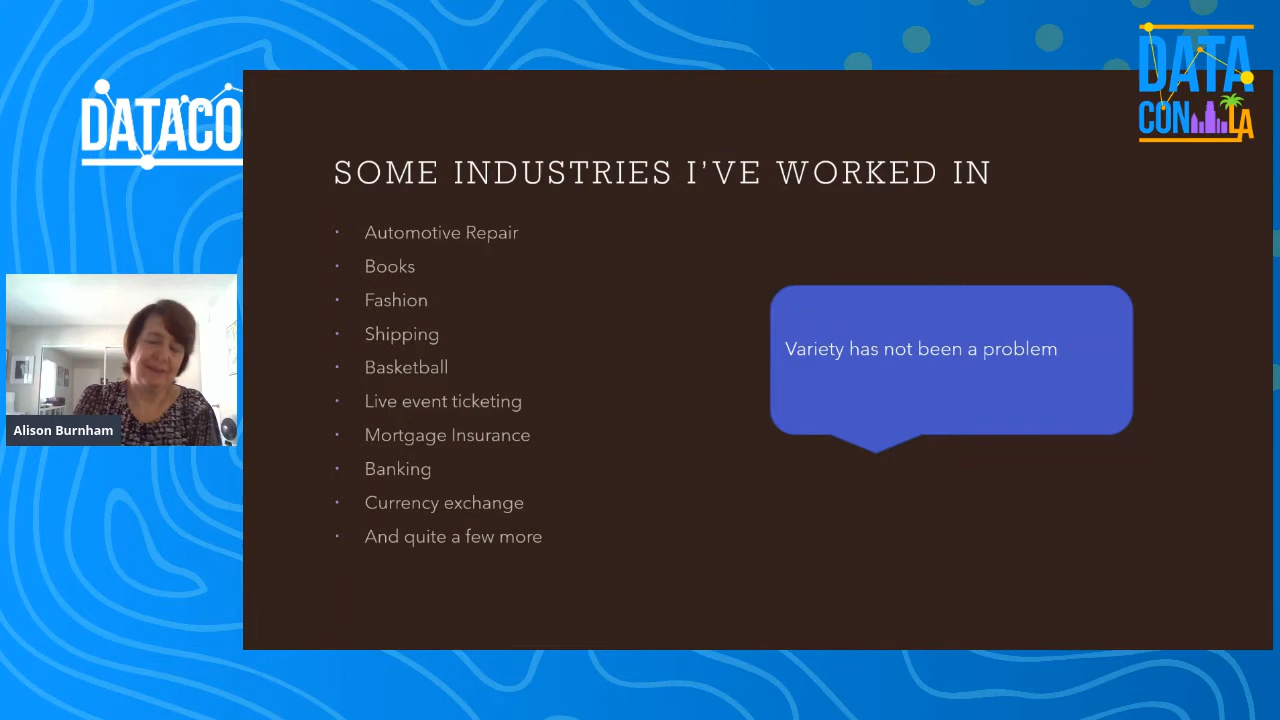 DATA
CON LA
DATACO
SOME INDUSTRIES I’VE WORKED IN
Automotive Repair
Books
Fashion
Shipping
Basketball
Live event ticketing
Mortgage Insurance
Banking
Currency exchange
And quite a few more
Variety has not been a problem
Alison Burnham